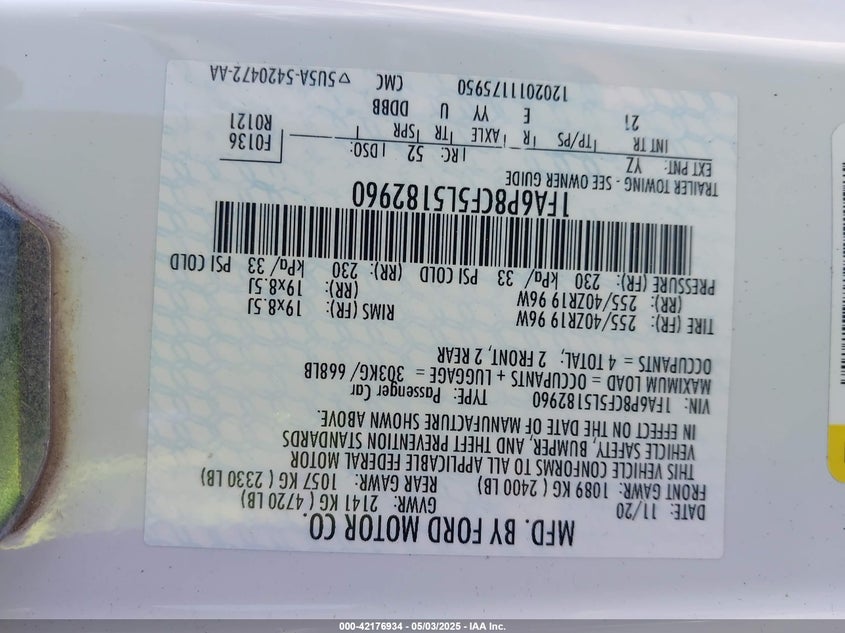 MFD. BY FORD MOTOR CO.
DATE: 11/20 GVWR: 2141 KG ( 4720 LB)
FRONT GAWR: 1089 KG ( 2400 LB) REAR GAWR: 1057 KG ( 2330 LB)
THIS VEHICLE CONFORMS TO ALL APPLICABLE FEDERAL MOTOR
VEHICLE SAFETY, BUMPER, AND THEFT PREVENTION STANDARDS
IN EFFECT ON THE DATE OF MANUFACTURE SHOWN ABOVE.
VIN: 1FA6P8CF5L5182960 TYPE: Passenger Car
MAXIMUM LOAD = OCCUPANTS + LUGGAGE = 303KG/ 668LB
OCCUPANTS = 4 TOTAL; 2 FRONT, 2 REAR
TIRE (FR): 255/40ZR19 96W RIMS (FR): 19x8.5J
(RR): 255/40ZR19 96W (RR): 19x8.5J
PRESSURE (FR): 230 kPa/ 33 PSI COLD (RR): 230 kPa/ 33 PSI COLD
1FA6P8CF5L5182960
TRAILER TOWING - SEE OWNER GUIDE
EXT PNT: YZ RC: 52 DSO: F0136
R0121
INT TR TP/PS R AXLE TR SPR
21 E YY U DDBB
1202011175950 CMC ▽5U5A-5420472-AA
000-42176934 - 05/03/2025 - IAA Inc.